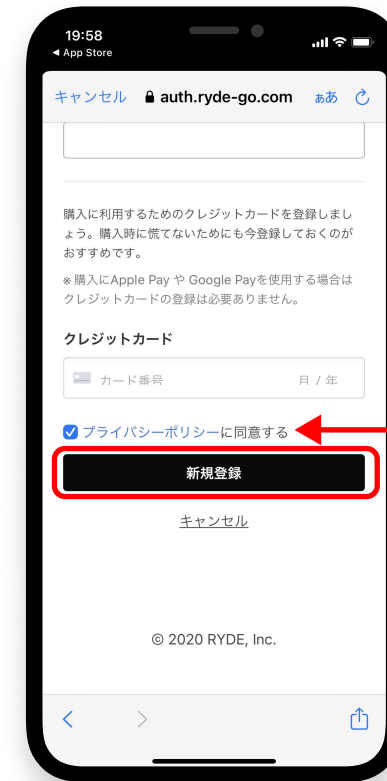 19:58
◀ App Store
キャンセル auth.ryde-go.com ぁあ
購入に利用するためのクレジットカードを登録しまし
ょう。購入時に慌てないためにも今登録しておくのが
おすすめです。
※ 購入にApple Pay や Google Payを使用する場合は
クレジットカードの登録は必要ありません。
クレジットカード
カード番号 月 / 年
プライバシーポリシーに同意する
新規登録
キャンセル
© 2020 RYDE, Inc.